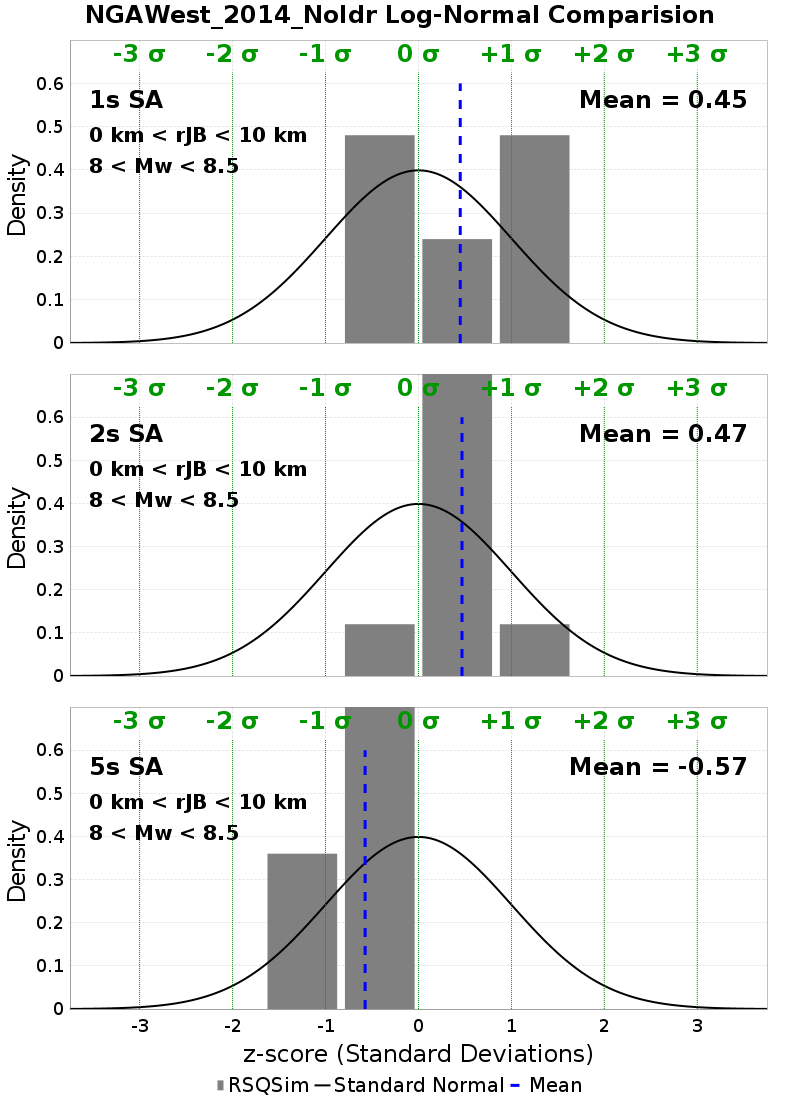 NGAWest_2014_NoIdr Log-Normal Comparision
-3 σ -2 σ -1 σ 0 σ +1 σ +2 σ +3 σ
1s SA
Mean = 0.45
0 km < rJB < 10 km
8 < Mw < 8.5
0.6
0.5
0.4
0.3
0.2
0.1
0
Density
-3 σ -2 σ -1 σ 0 σ +1 σ +2 σ +3 σ
2s SA
Mean = 0.47
0 km < rJB < 10 km
8 < Mw < 8.5
0.6
0.5
0.4
0.3
0.2
0.1
0
Density
-3 σ -2 σ -1 σ 0 σ +1 σ +2 σ +3 σ
5s SA
Mean = -0.57
0 km < rJB < 10 km
8 < Mw < 8.5
0.6
0.5
0.4
0.3
0.2
0.1
0
Density
-3 -2 -1 0 1 2 3
z-score (Standard Deviations)
RSQSim Standard Normal Mean